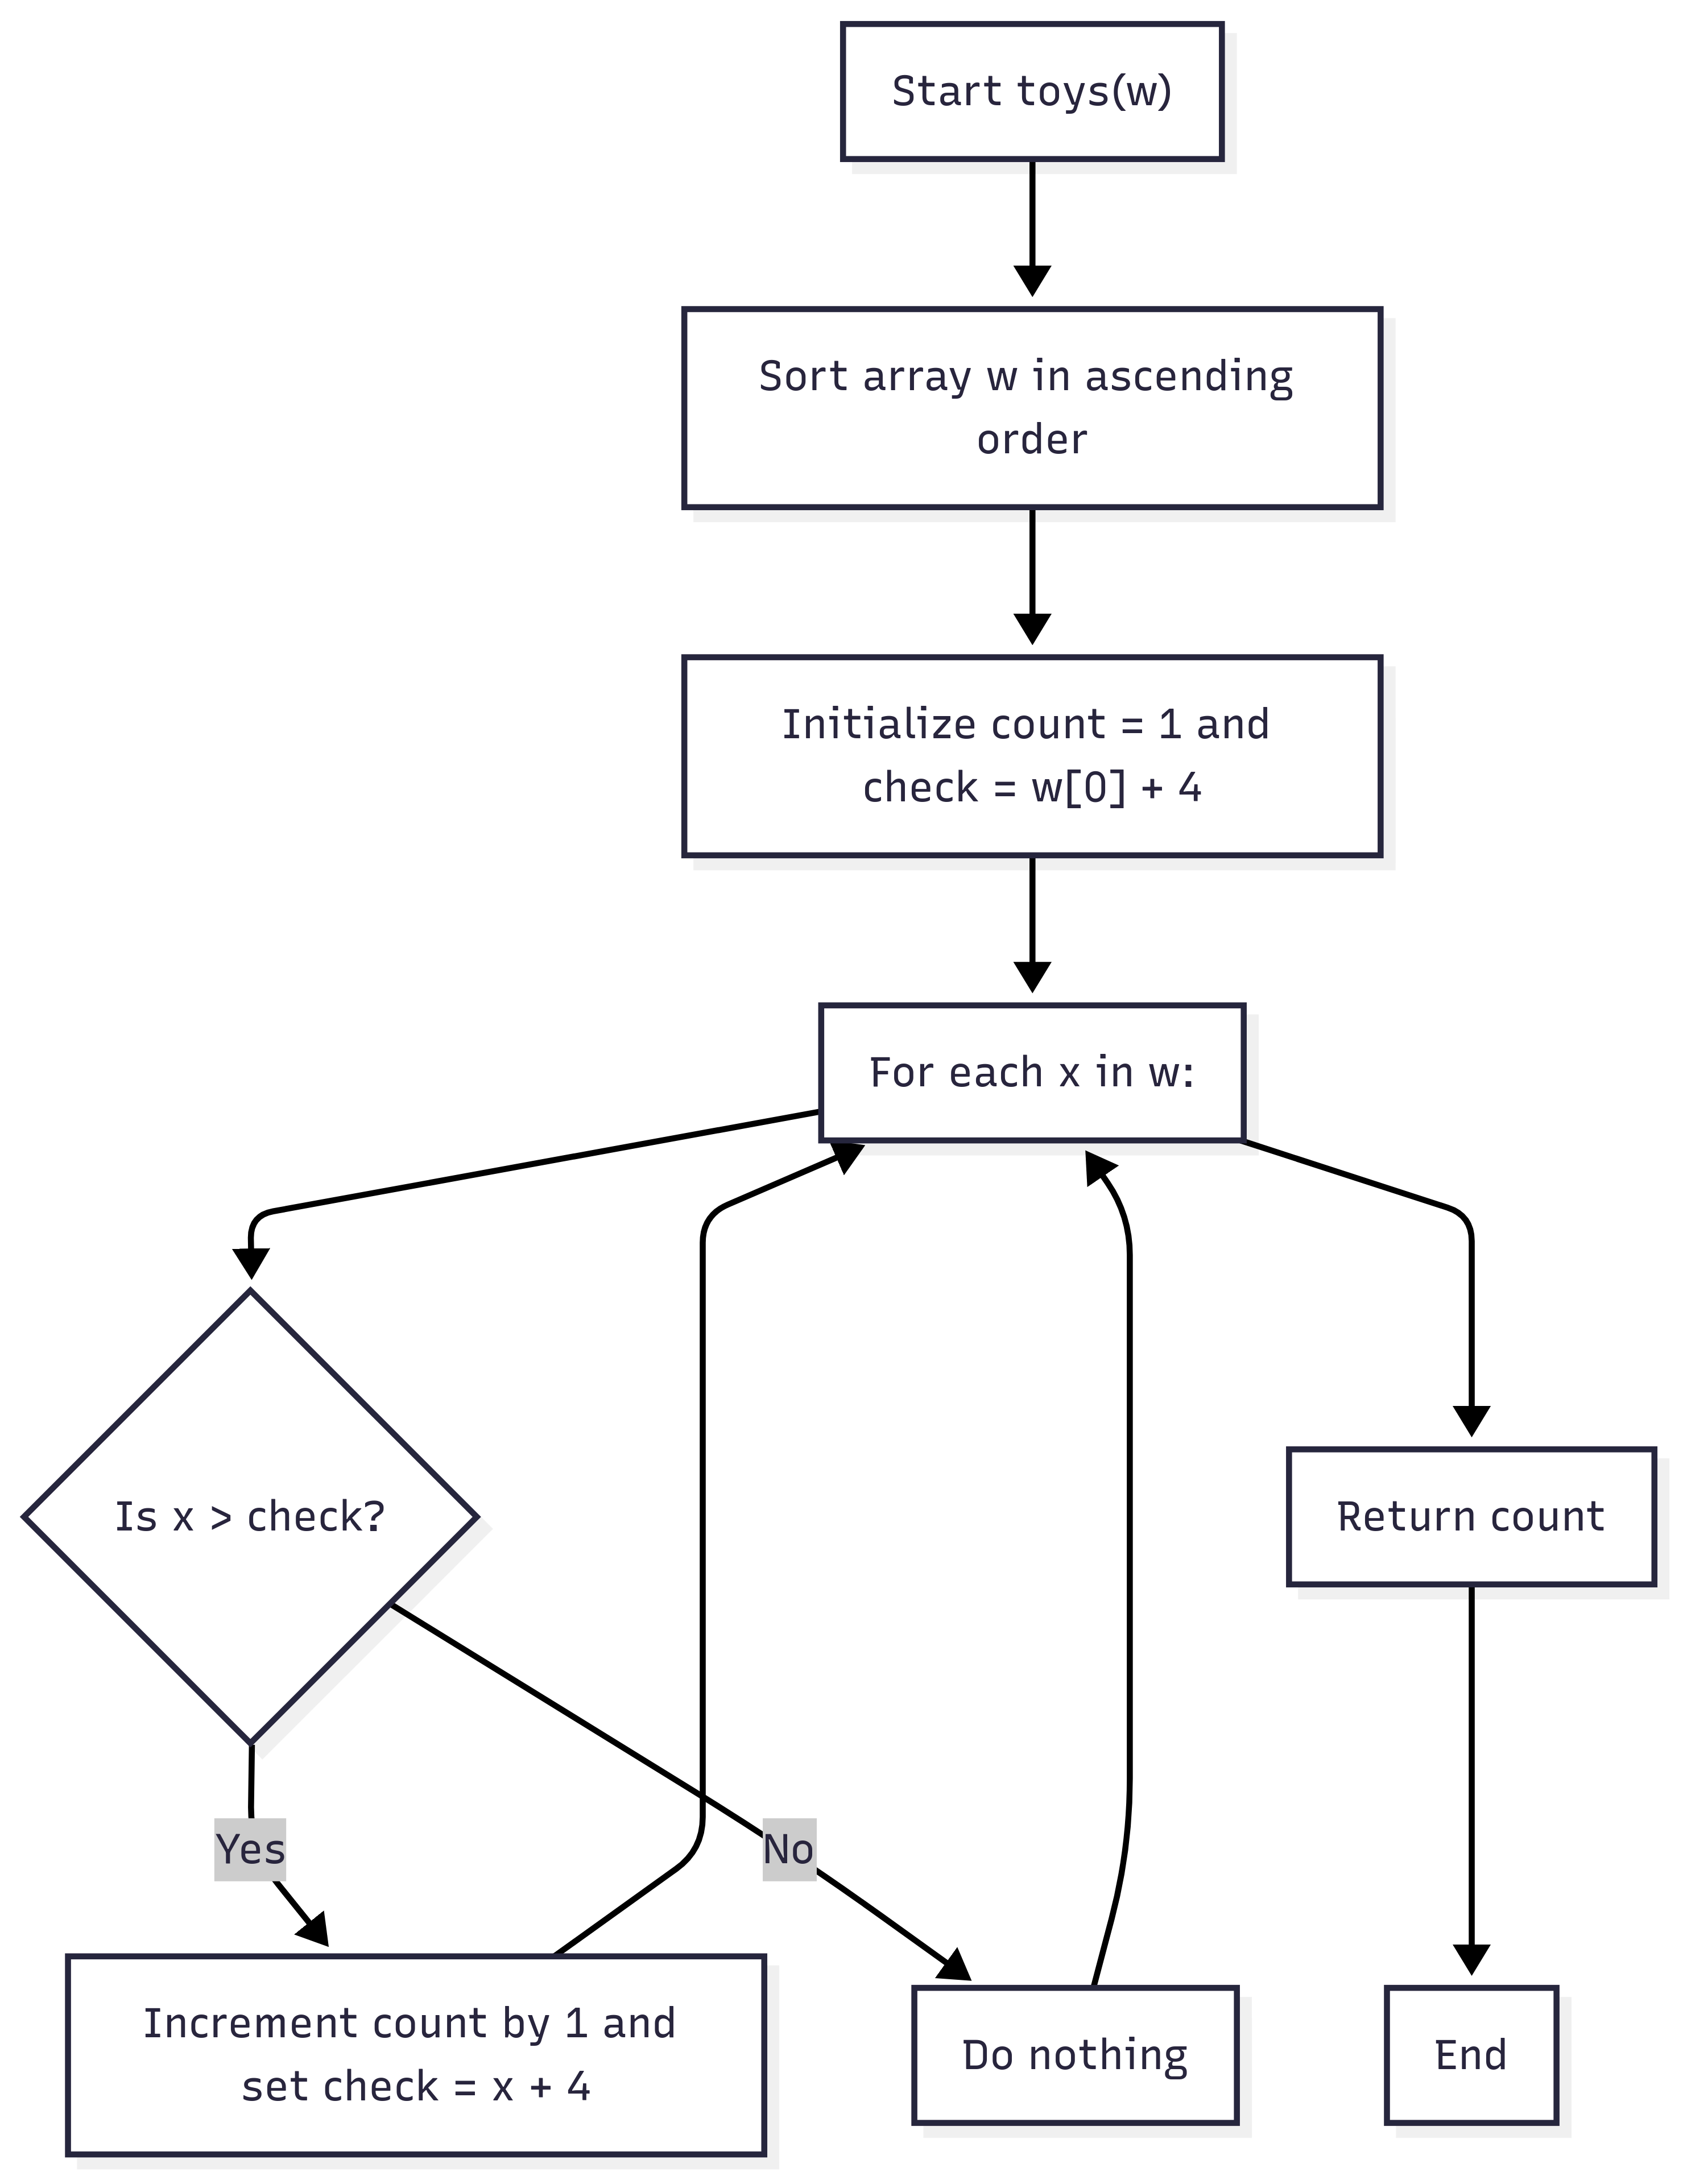 Start toys(w)
Sort array w in ascending
order
Initialize count = 1 and
check = w[0] + 4
For each x in w:
Is x > check?
Return count
Yes
No
Increment count by 1 and
set check = x + 4
Do nothing
End